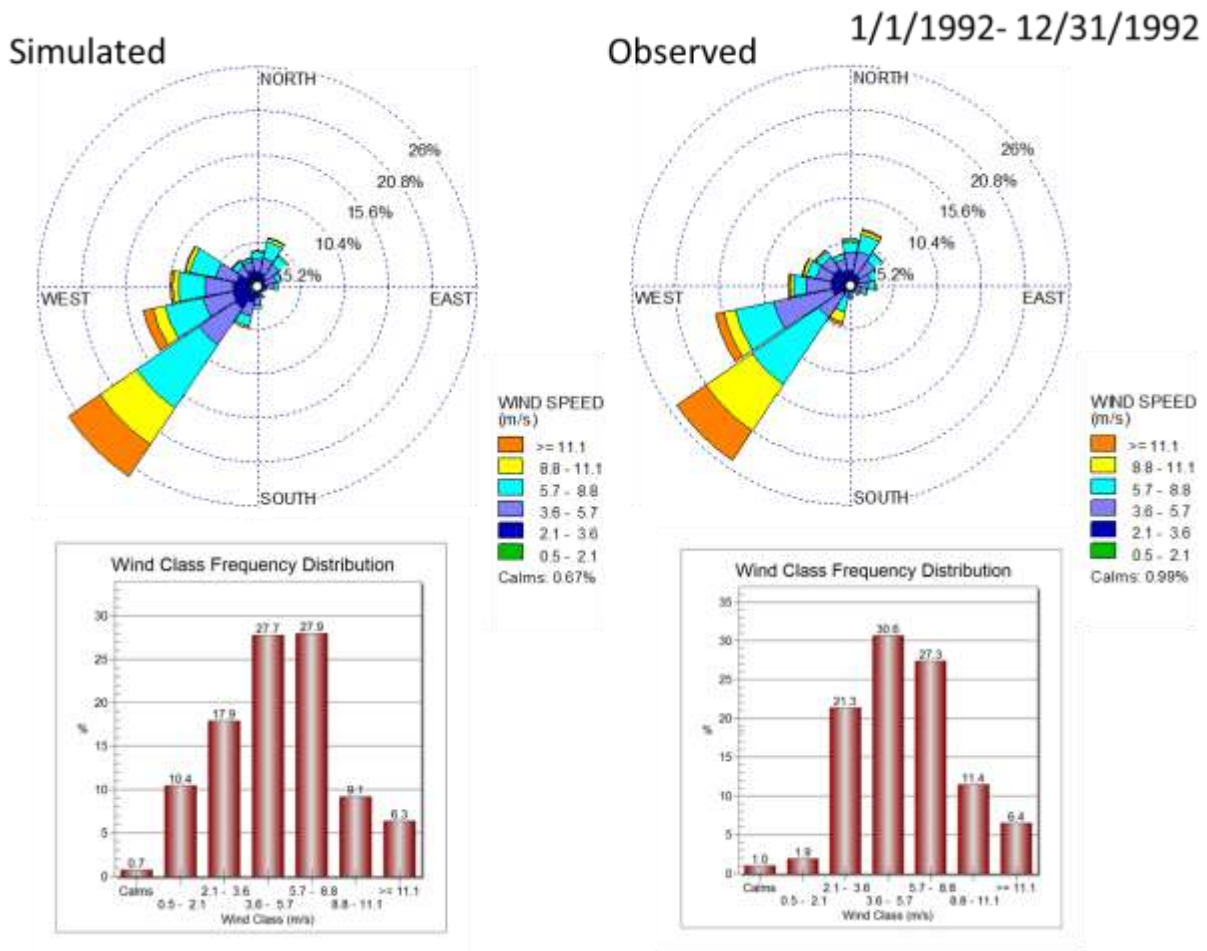 1/1/1992- 12/31/1992
Simulated
Observed
NORTH
26%
20.8%
15.6%
10.4%
5.2%
WEST
EAST
SOUTH
WIND SPEED
(m/s)
>= 11.1
8.8 - 11.1
5.7 - 8.8
3.6 - 5.7
2.1 - 3.6
0.5 - 2.1
Calms: 0.67%
NORTH
26%
20.8%
15.6%
10.4%
5.2%
WEST
EAST
SOUTH
WIND SPEED
(m/s)
>= 11.1
8.8 - 11.1
5.7 - 8.8
3.6 - 5.7
2.1 - 3.6
0.5 - 2.1
Calms: 0.99%
Wind Class Frequency Distribution
30
25
20
15
10
5
0
%
0.7
10.4
17.9
27.7
27.9
9.1
6.3
Calms
2.1 - 3.6
5.7 - 8.8
>= 11.1
0.5 - 2.1
3.6 - 5.7
8.8 - 11.1
Wind Class (m/s)
Wind Class Frequency Distribution
35
30
25
20
15
10
5
0
%
1.0
1.9
21.3
30.6
27.3
11.4
6.4
Calms
2.1 - 3.6
5.7 - 8.8
>= 11.1
0.5 - 2.1
3.6 - 5.7
8.8 - 11.1
Wind Class (m/s)